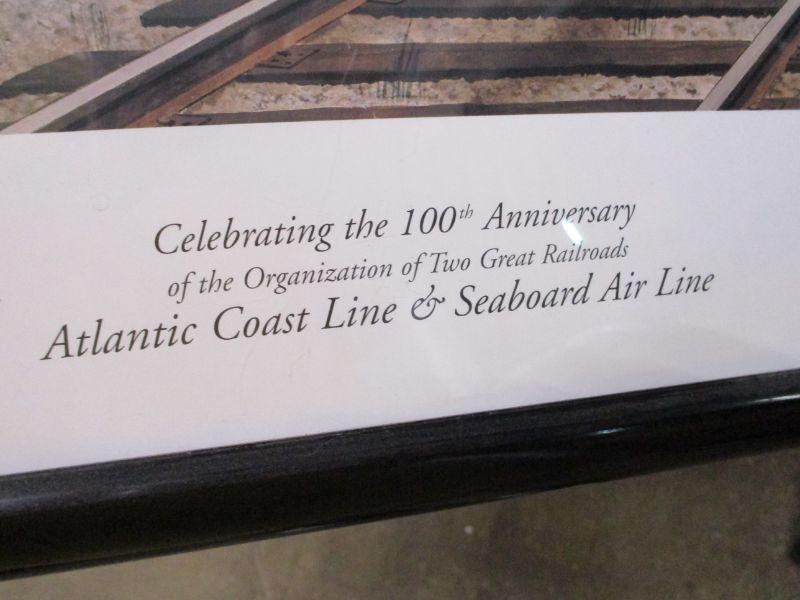 Celebrating the 100th Anniversary
of the Organization of Two Great Railroads
Atlantic Coast Line & Seaboard Air Line